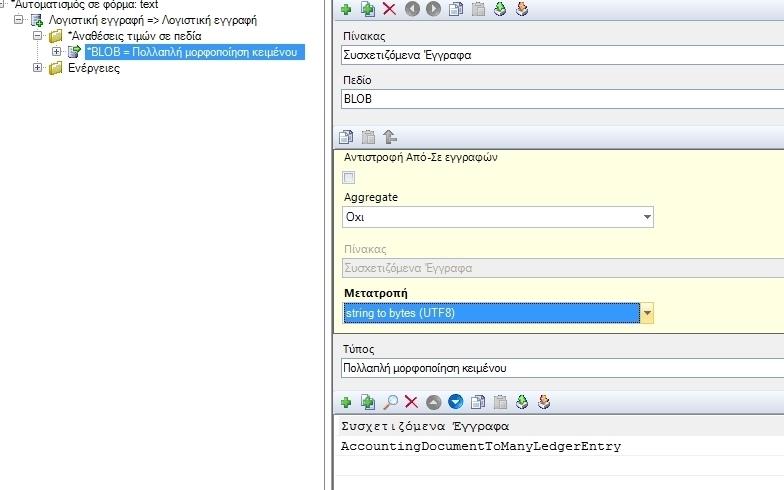 *Αυτοματισμός σε φόρμα: text
Λογιστική εγγραφή => Λογιστική εγγραφή
*Αναθέσεις τιμών σε πεδία
*BLOB = Πολλαπλή μορφοποίηση κειμένου
Ενέργειες
Πίνακας
Συσχετιζόμενα Έγγραφα
Πεδίο
BLOB
Αντιστροφή Από-Σε εγγραφών
Aggregate
Όχι
Πίνακας
Συσχετιζόμενα Έγγραφα
Μετατροπή
string to bytes (UTF8)
Τύπος
Πολλαπλή μορφοποίηση κειμένου
Συσχετιζόμενα Έγγραφα
AccountingDocumentToManyLedgerEntry